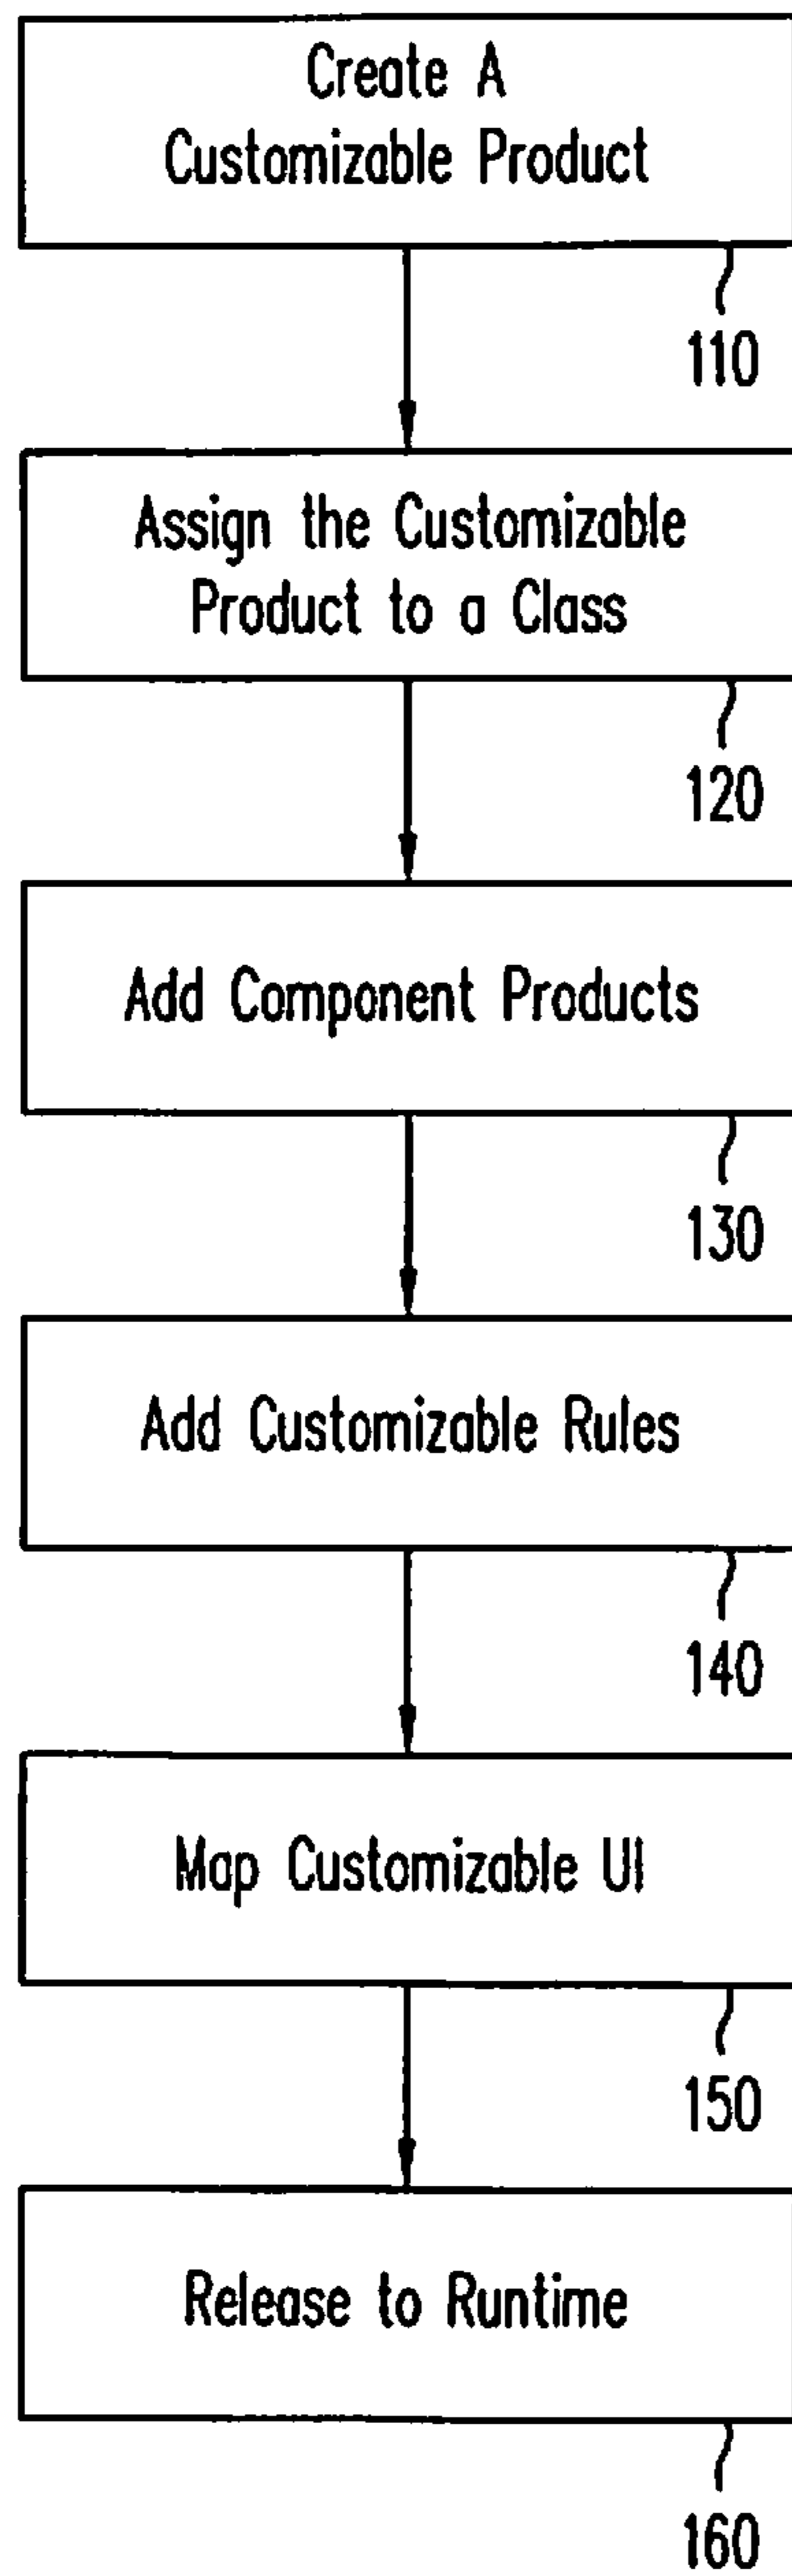 Create A
Customizable Product
110
Assign the Customizable
Product to a Class
120
Add Component Products
130
Add Customizable Rules
140
Map Customizable UI
150
Release to Runtime
160